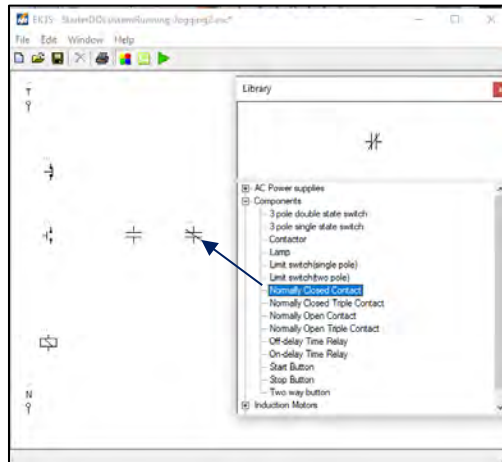 File Edit Window Help
Library
T
N
AC Power supplies
Components
3 pole double state switch
3 pole single state switch
Contactor
Lamp
Limit switch(single pole)
Limit switch(two pole)
Normally Closed Contact
Normally Closed Triple Contact
Normally Open Contact
Normally Open Triple Contact
Off-delay Time Relay
On-delay Time Relay
Start Button
Stop Button
Two way button
Induction Motors